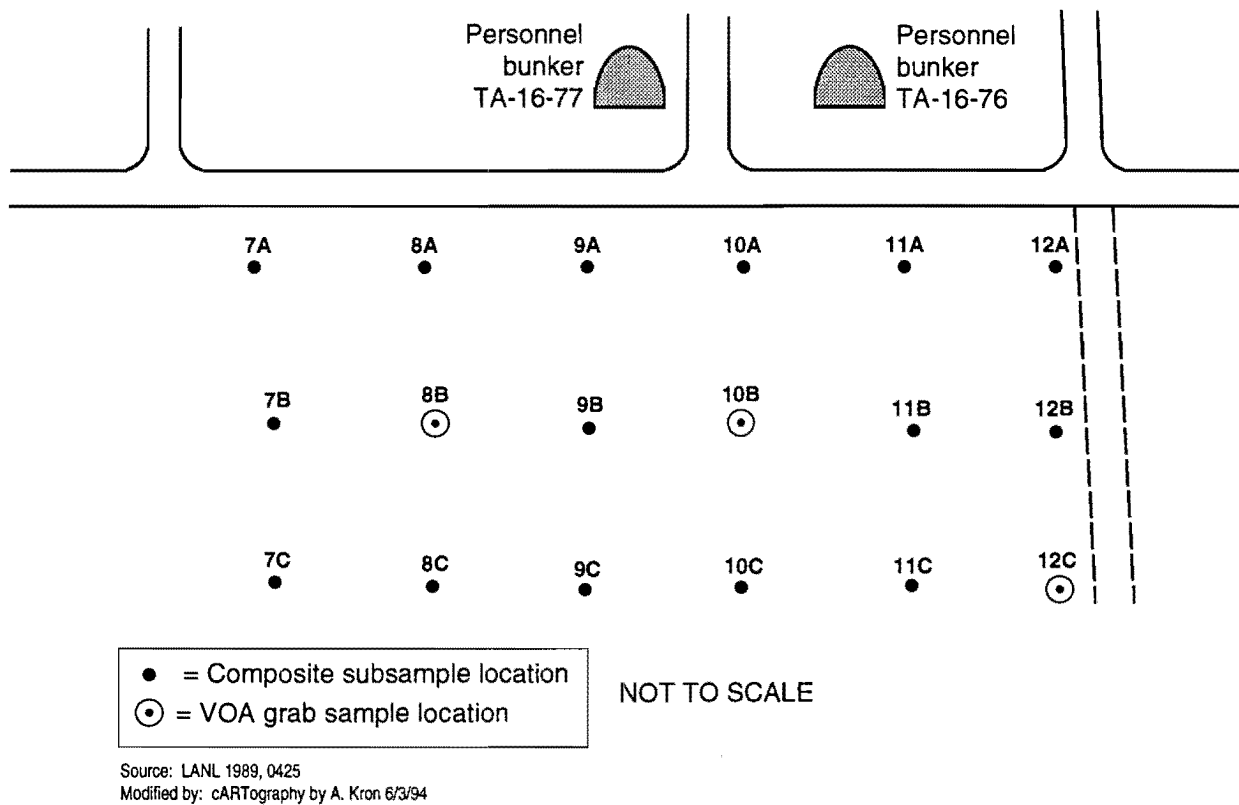 Personnel
bunker
TA-16-77
Personnel
bunker
TA-16-76
7A 8A 9A 10A 11A 12A
7B 8B 9B 10B 11B 12B
7C 8C 9C 10C 11C 12C
= Composite subsample location
= VOA grab sample location
NOT TO SCALE
Source: LANL 1989, 0425
Modified by: cARTography by A. Kron 6/3/94